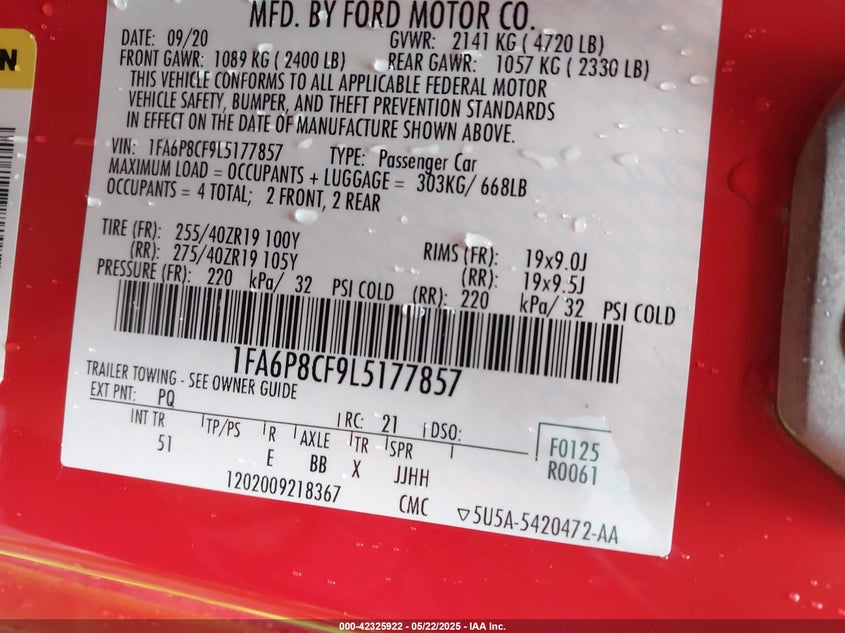 MFD. BY FORD MOTOR CO.
DATE: 09/20 GVWR: 2141 KG ( 4720 LB)
FRONT GAWR: 1089 KG ( 2400 LB) REAR GAWR: 1057 KG ( 2330 LB)
THIS VEHICLE CONFORMS TO ALL APPLICABLE FEDERAL MOTOR
VEHICLE SAFETY, BUMPER, AND THEFT PREVENTION STANDARDS
IN EFFECT ON THE DATE OF MANUFACTURE SHOWN ABOVE.
VIN: 1FA6P8CF9L5177857 TYPE: Passenger Car
MAXIMUM LOAD = OCCUPANTS + LUGGAGE = 303KG/ 668LB
OCCUPANTS = 4 TOTAL; 2 FRONT, 2 REAR
TIRE (FR): 255/40ZR19 100Y RIMS (FR): 19x9.0J
(RR): 275/40ZR19 105Y (RR): 19x9.5J
PRESSURE (FR): 220 kPa/ 32 PSI COLD (RR): 220 kPa/ 32 PSI COLD
1FA6P8CF9L5177857
TRAILER TOWING - SEE OWNER GUIDE
EXT PNT: PQ RC: 21 DSO:
INT TR TP/PS R AXLE TR SPR F0125
51 E BB X JJHH R0061
1202009218367 CMC ▽5U5A-5420472-AA
000-42325922 - 05/22/2025 - IAA Inc.